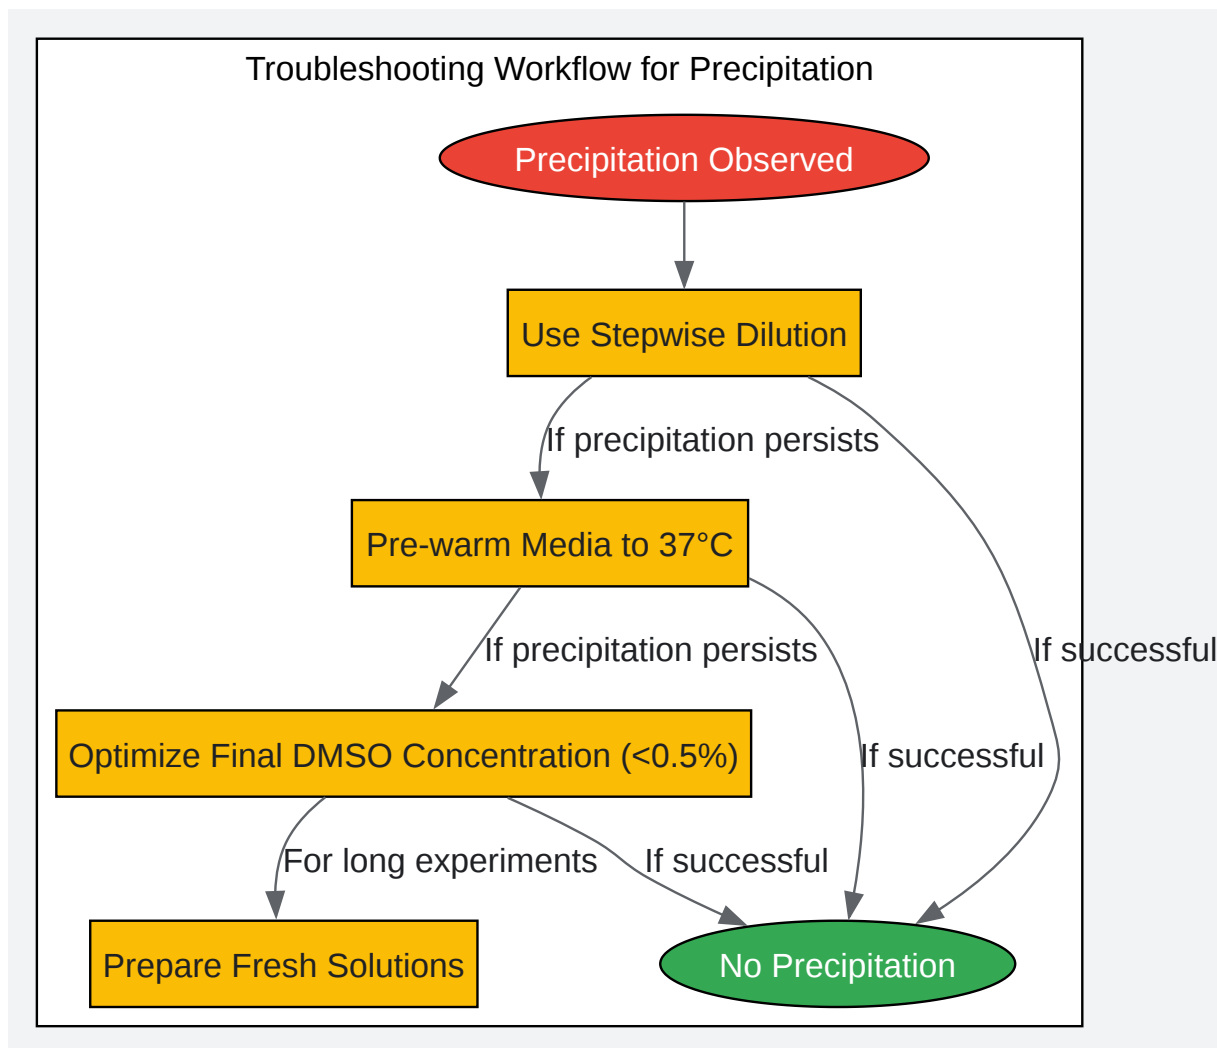 Troubleshooting Workflow for Precipitation
Precipitation Observed
Use Stepwise Dilution
If precipitation persists
Pre-warm Media to 37°C
If precipitation persists
If successful
Optimize Final DMSO Concentration (<0.5%)
If successful
For long experiments
If successful
Prepare Fresh Solutions
No Precipitation